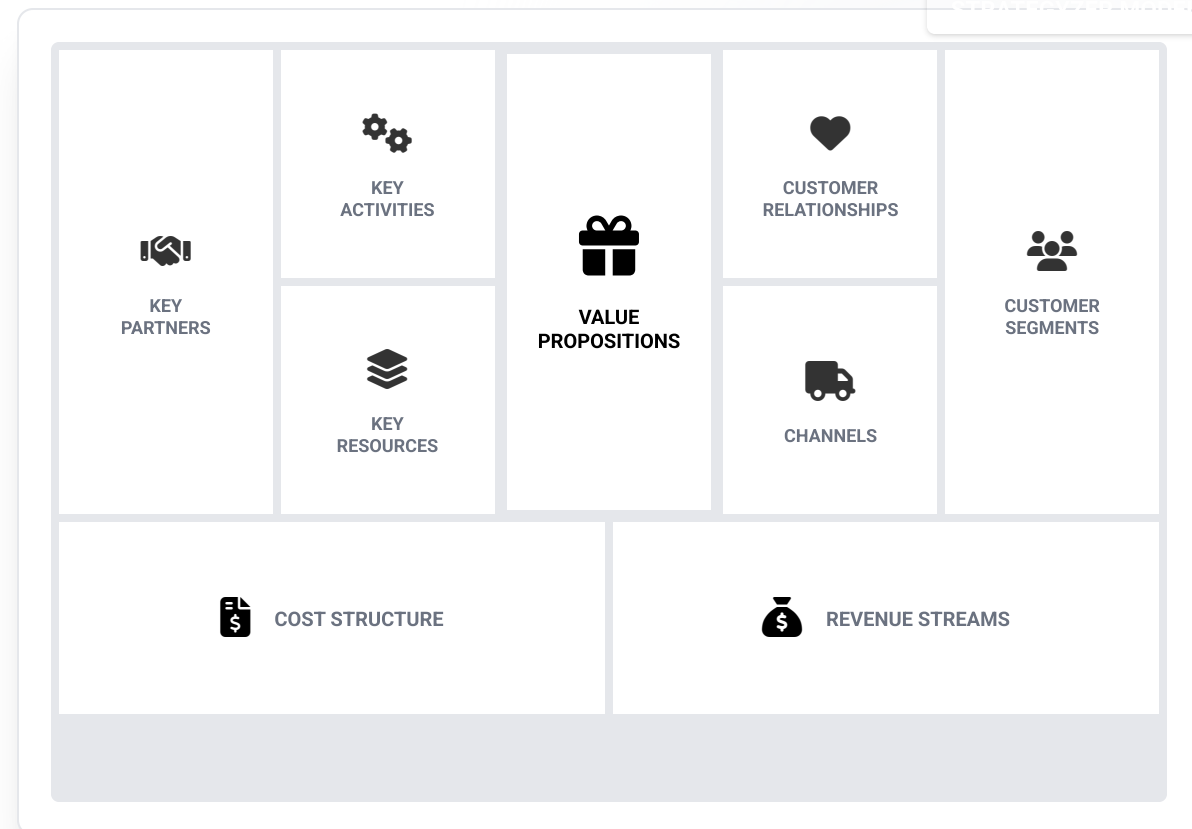 KEY
PARTNERS
KEY
ACTIVITIES
KEY
RESOURCES
VALUE
PROPOSITIONS
CUSTOMER
RELATIONSHIPS
CHANNELS
CUSTOMER
SEGMENTS
$ COST STRUCTURE
$ REVENUE STREAMS